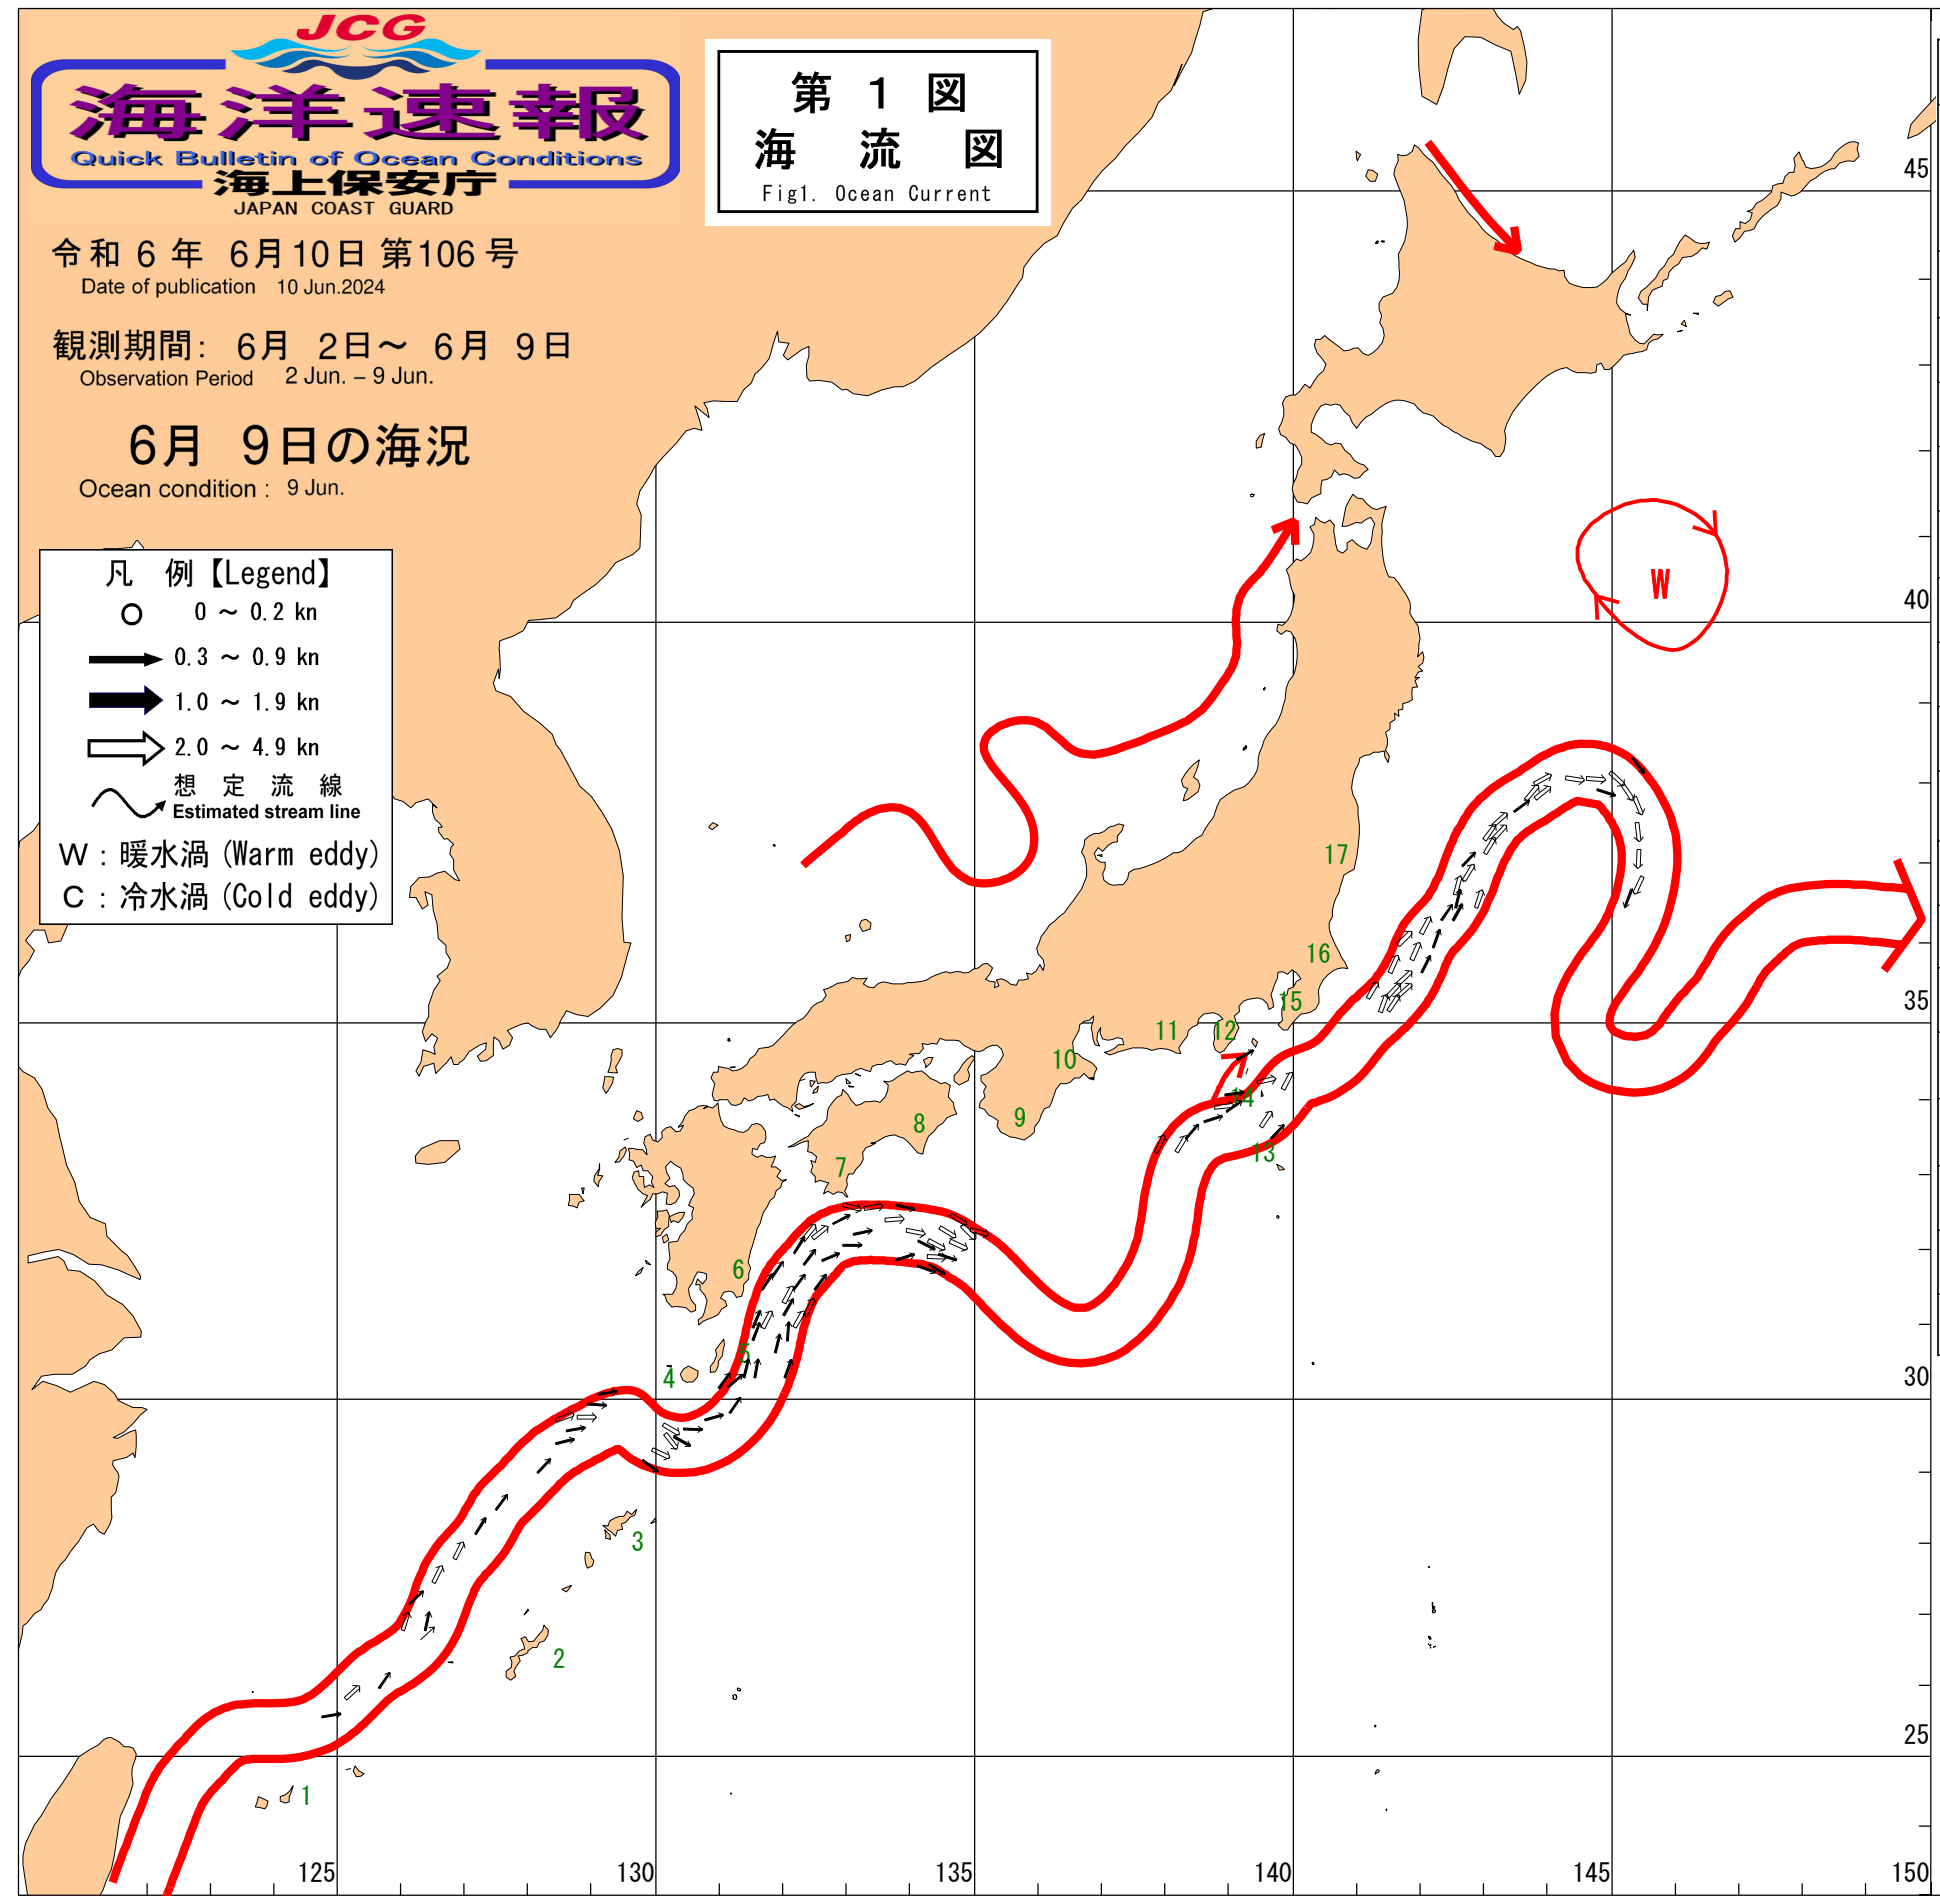 JCG
海洋速報
Quick Bulletin of Ocean Conditions
海上保安庁
JAPAN COAST GUARD
令和 6 年 6月10日 第106号
Date of publication 10 Jun.2024
観測期間: 6月 2日～ 6月 9日
Observation Period 2 Jun. – 9 Jun.
6月 9日の海況
Ocean condition : 9 Jun.
第 1 図
海 流 図
Fig1. Ocean Current
凡 例【Legend】
0 ～ 0.2 kn
0.3 ～ 0.9 kn
1.0 ～ 1.9 kn
2.0 ～ 4.9 kn
想 定 流 線
Estimated stream line
W : 暖水渦 (Warm eddy)
C : 冷水渦 (Cold eddy)
45
40
W
17
16
35
15
12
11
10
14
9
8
13
7
6
5
4
30
3
2
25
1
125
130
135
140
145
150